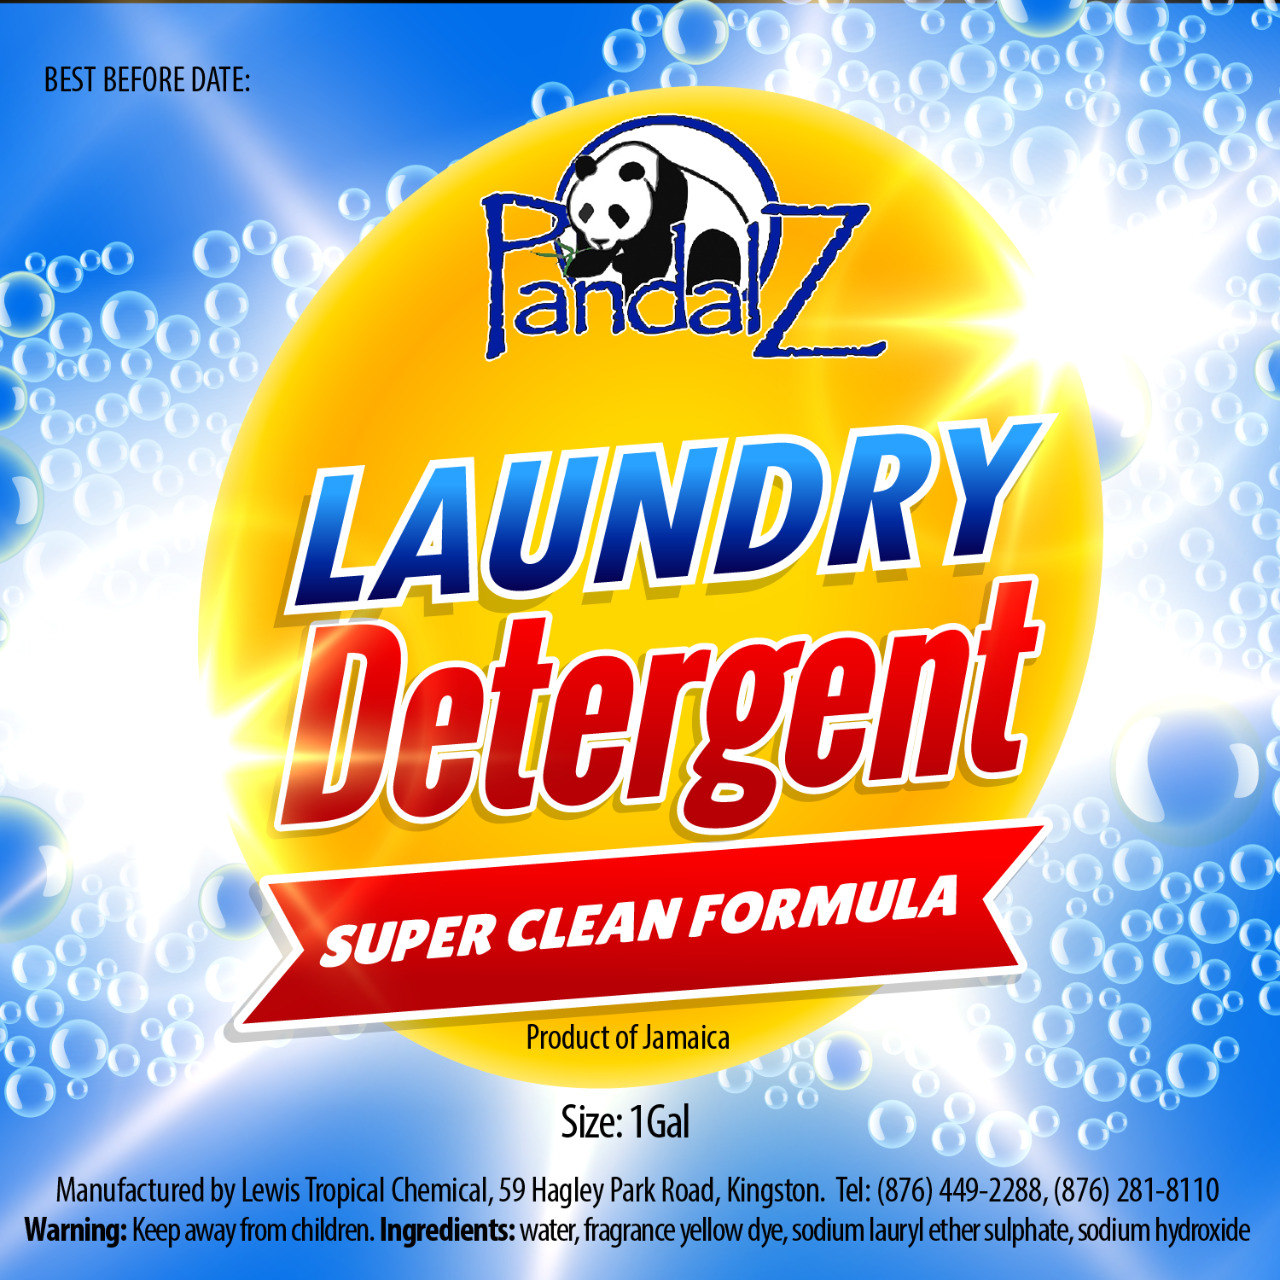 BEST BEFORE DATE:
PandalZ
LAUNDRY
Detergent
SUPER CLEAN FORMULA
Product of Jamaica
Size: 1Gal
Manufactured by Lewis Tropical Chemical, 59 Hagley Park Road, Kingston. Tel: (876) 449-2288, (876) 281-8110
Warning: Keep away from children. Ingredients: water, fragrance yellow dye, sodium lauryl ether sulphate, sodium hydroxide